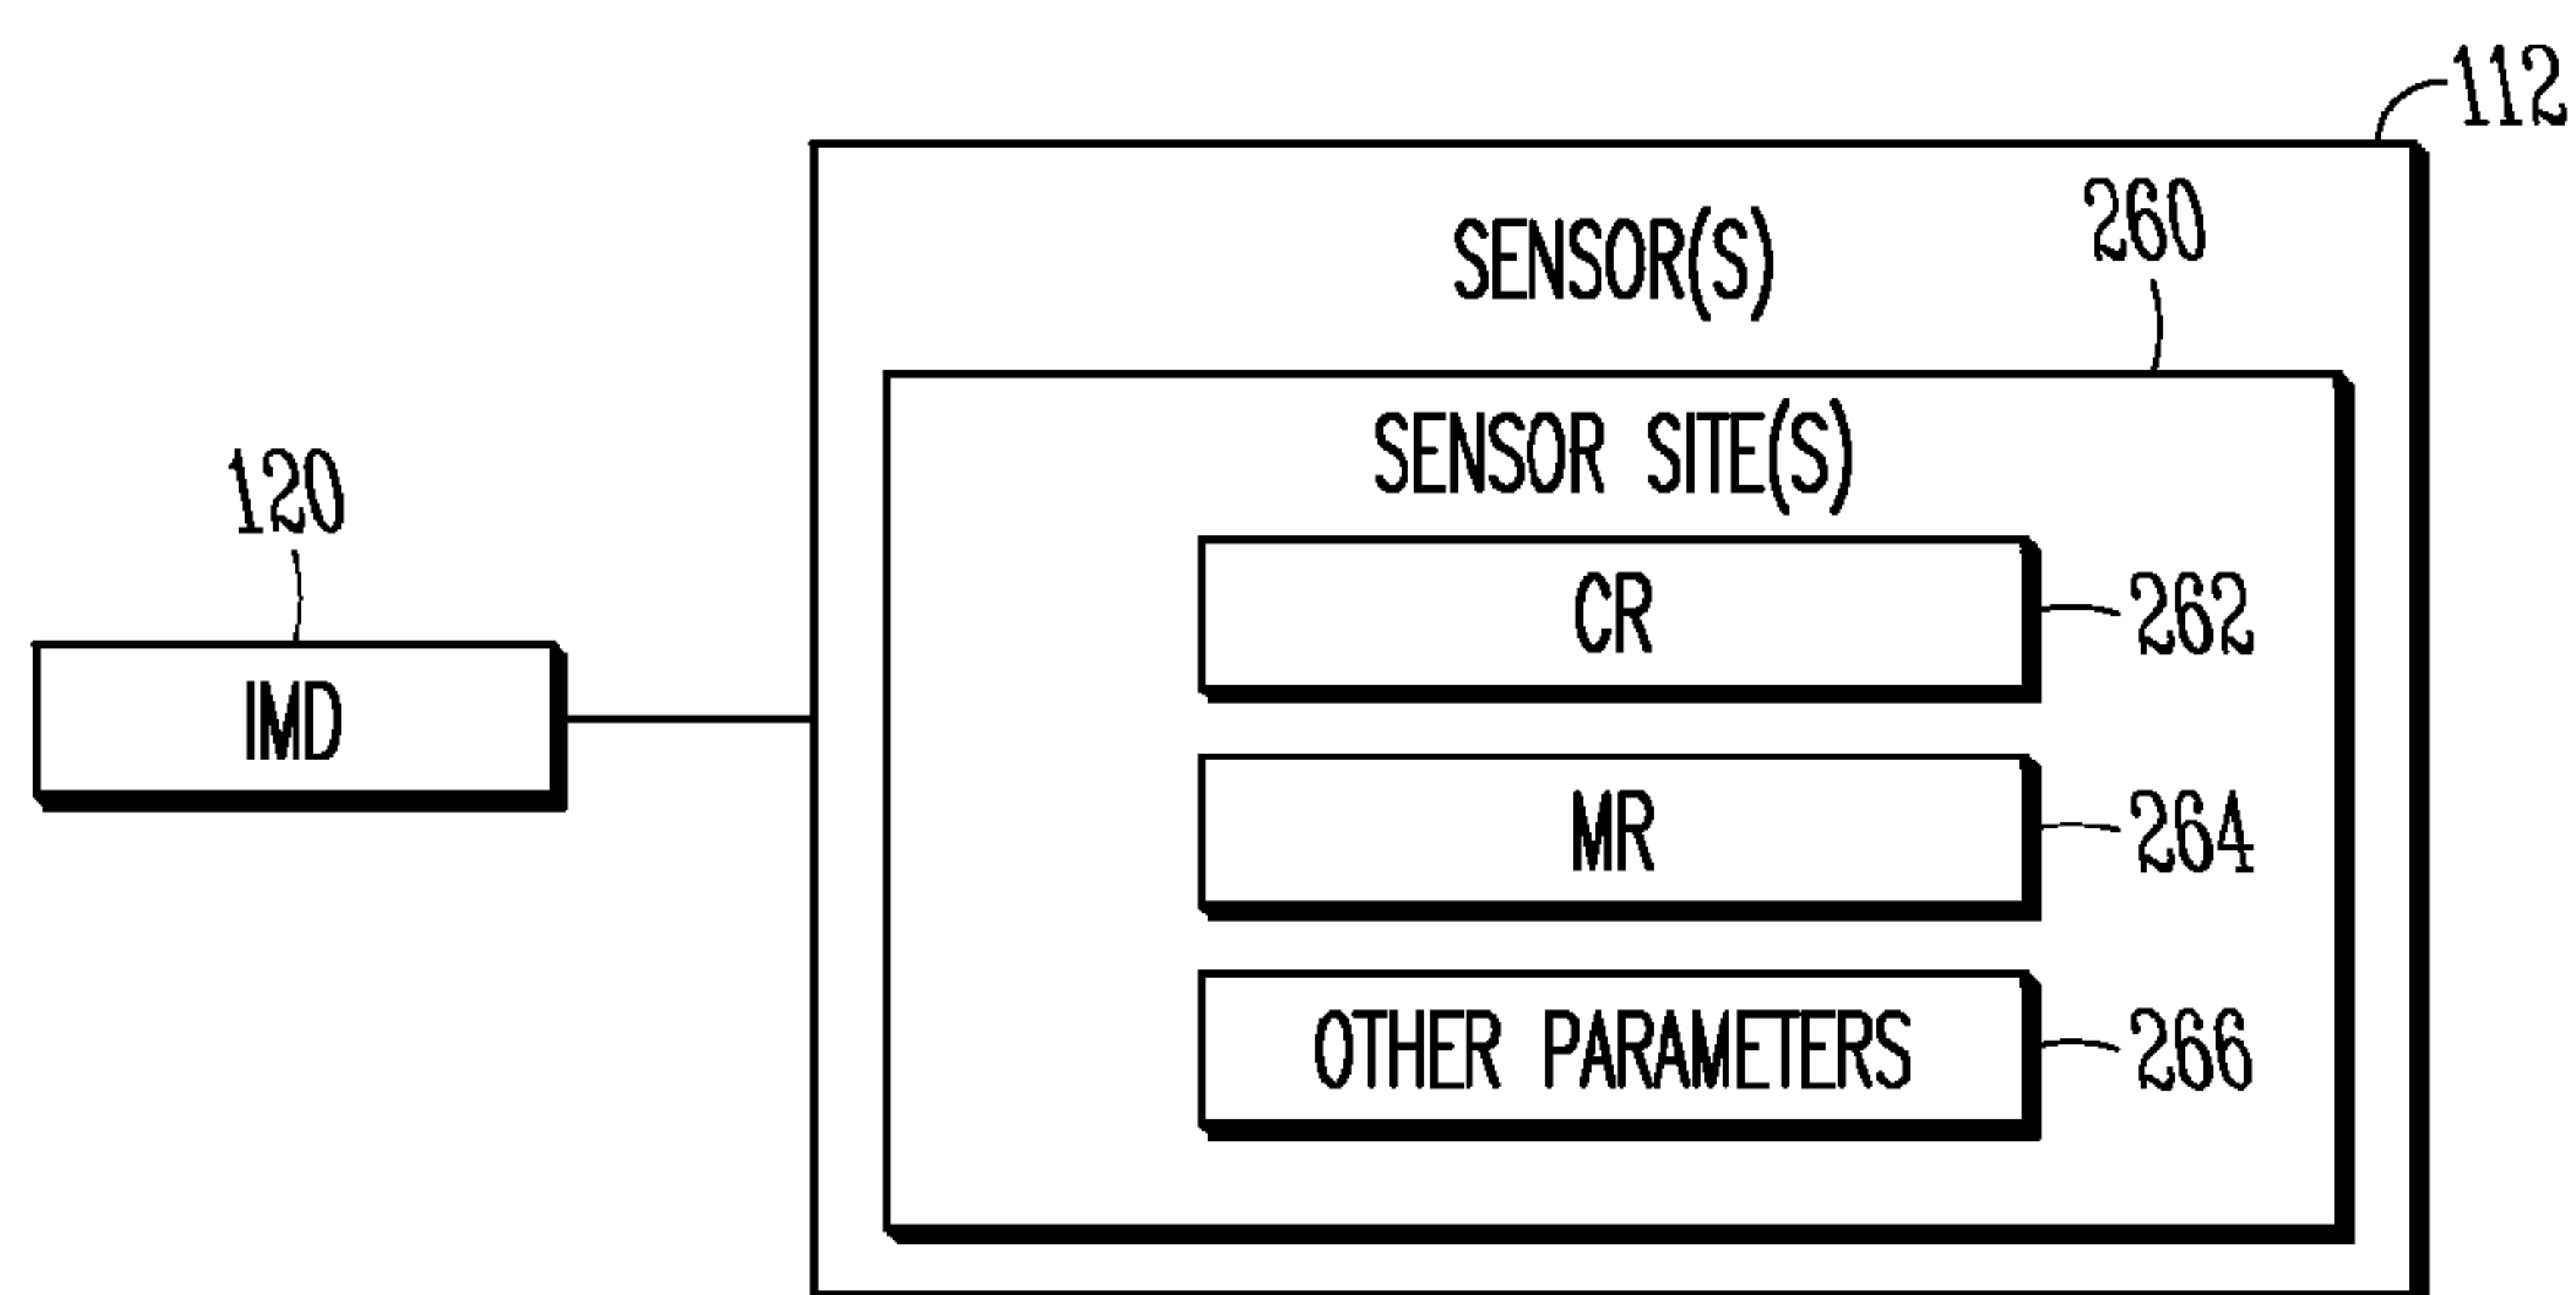 112
SENSOR(S)
260
SENSOR SITE(S)
120
CR
262
IMD
MR
264
OTHER PARAMETERS
266